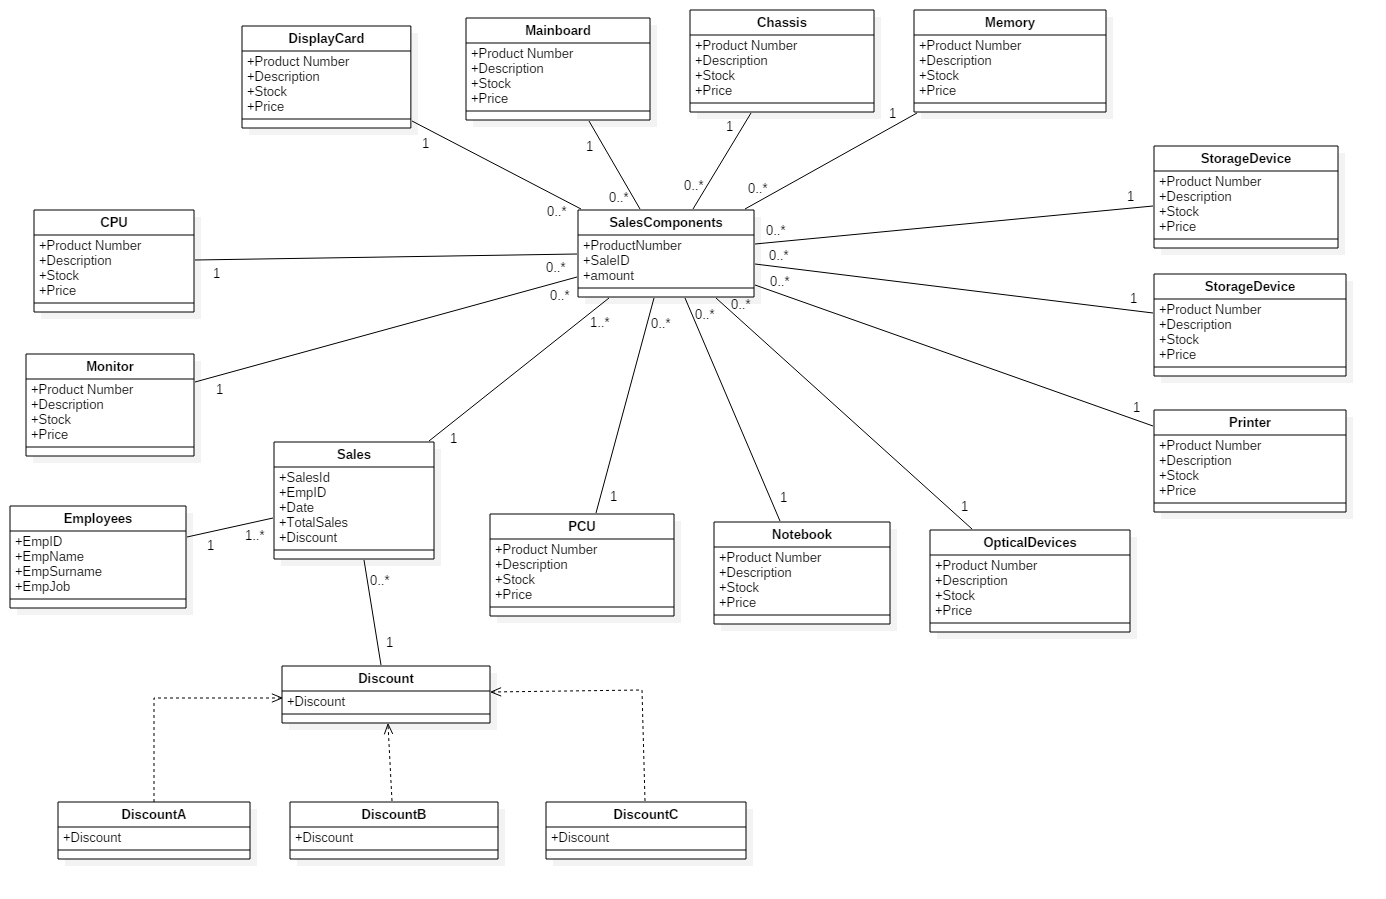 DisplayCard
+Product Number
+Description
+Stock
+Price
1
0..*
Mainboard
+Product Number
+Description
+Stock
+Price
1
0..*
Chassis
+Product Number
+Description
+Stock
+Price
1
0..*
Memory
+Product Number
+Description
+Stock
+Price
1
0..*
StorageDevice
+Product Number
+Description
+Stock
+Price
1
0..*
CPU
+Product Number
+Description
+Stock
+Price
1
0..*
SalesComponents
+ProductNumber
+SaleID
+amount
StorageDevice
+Product Number
+Description
+Stock
+Price
1
0..*
Monitor
+Product Number
+Description
+Stock
+Price
1
0..*
Printer
+Product Number
+Description
+Stock
+Price
1
0..*
1..*
1
0..*
1
0..*
1
0..*
1
Sales
+SalesId
+EmpID
+Date
+TotalSales
+Discount
Employees
+EmpID
+EmpName
+EmpSurname
+EmpJob
1
1..*
PCU
+Product Number
+Description
+Stock
+Price
Notebook
+Product Number
+Description
+Stock
+Price
OpticalDevices
+Product Number
+Description
+Stock
+Price
0..*
1
Discount
+Discount
DiscountA
+Discount
DiscountB
+Discount
DiscountC
+Discount